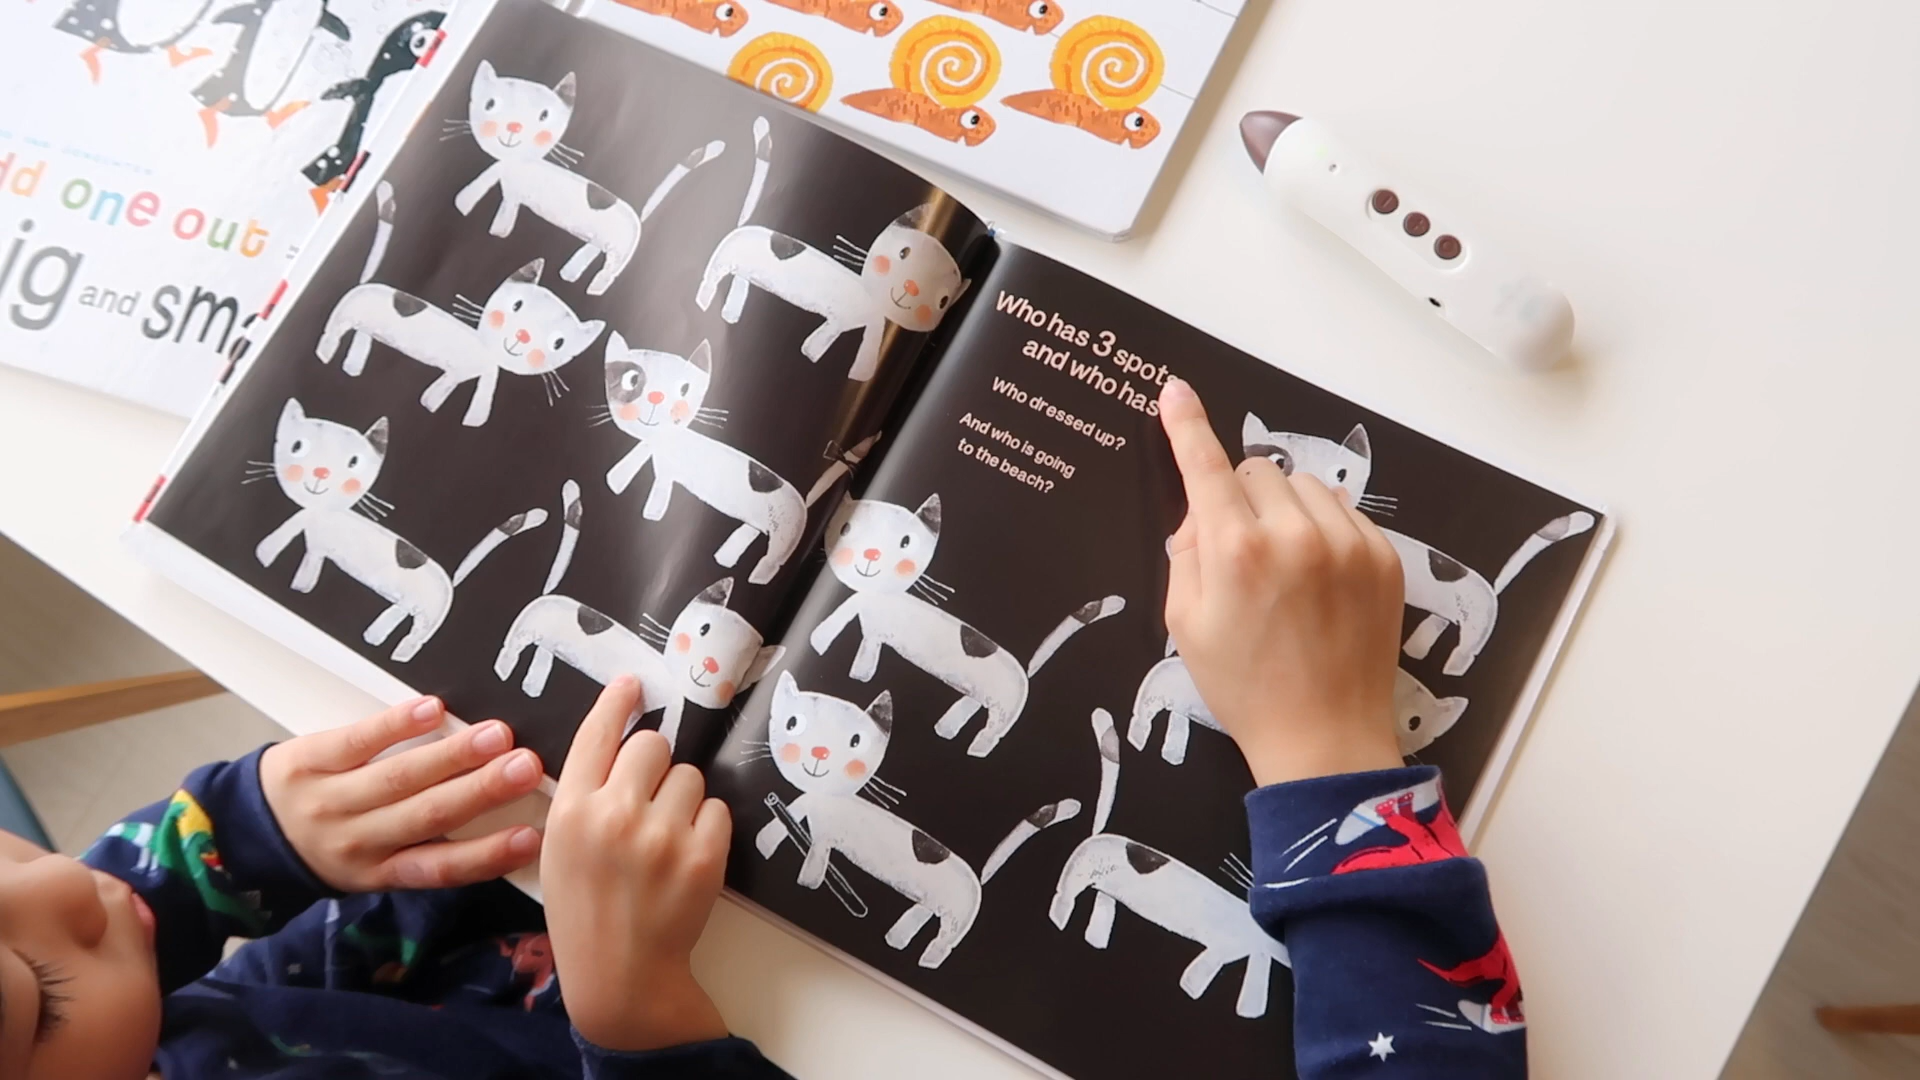 dd one out
ig and sma
Who has 3 spots
and who has
Who dressed up?
And who is going
to the beach?